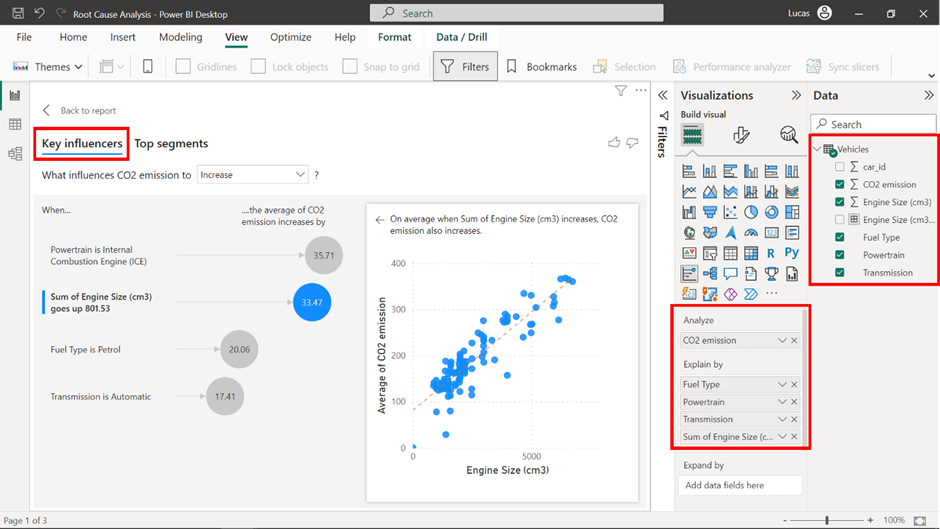 Root Cause Analysis - Power BI Desktop
Search
Lucas
File Home Insert Modeling View Optimize Help Format Data / Drill
Themes Gridlines Lock objects Snap to grid Filters Bookmarks Selection Performance analyzer Sync slicers
Back to report
Key influencers Top segments
What influences CO2 emission to Increase ?
When...
....the average of CO2
emission increases by
Powertrain is Internal
Combustion Engine (ICE)
35.71
Sum of Engine Size (cm3)
goes up 801.53
33.47
Fuel Type is Petrol
20.06
Transmission is Automatic
17.41
On average when Sum of Engine Size (cm3) increases, CO2
emission also increases.
Average of CO2 emission
400
300
200
100
0
0 5000
Engine Size (cm3)
Filters
Visualizations
Build visual
R Py
Analyze
CO2 emission
Explain by
Fuel Type
Powertrain
Transmission
Sum of Engine Size (c...
Expand by
Add data fields here
Data
Search
Vehicles
car_id
CO2 emission
Engine Size (cm3)
Engine Size (cm3...
Fuel Type
Powertrain
Transmission
Page 1 of 3
- + 100%